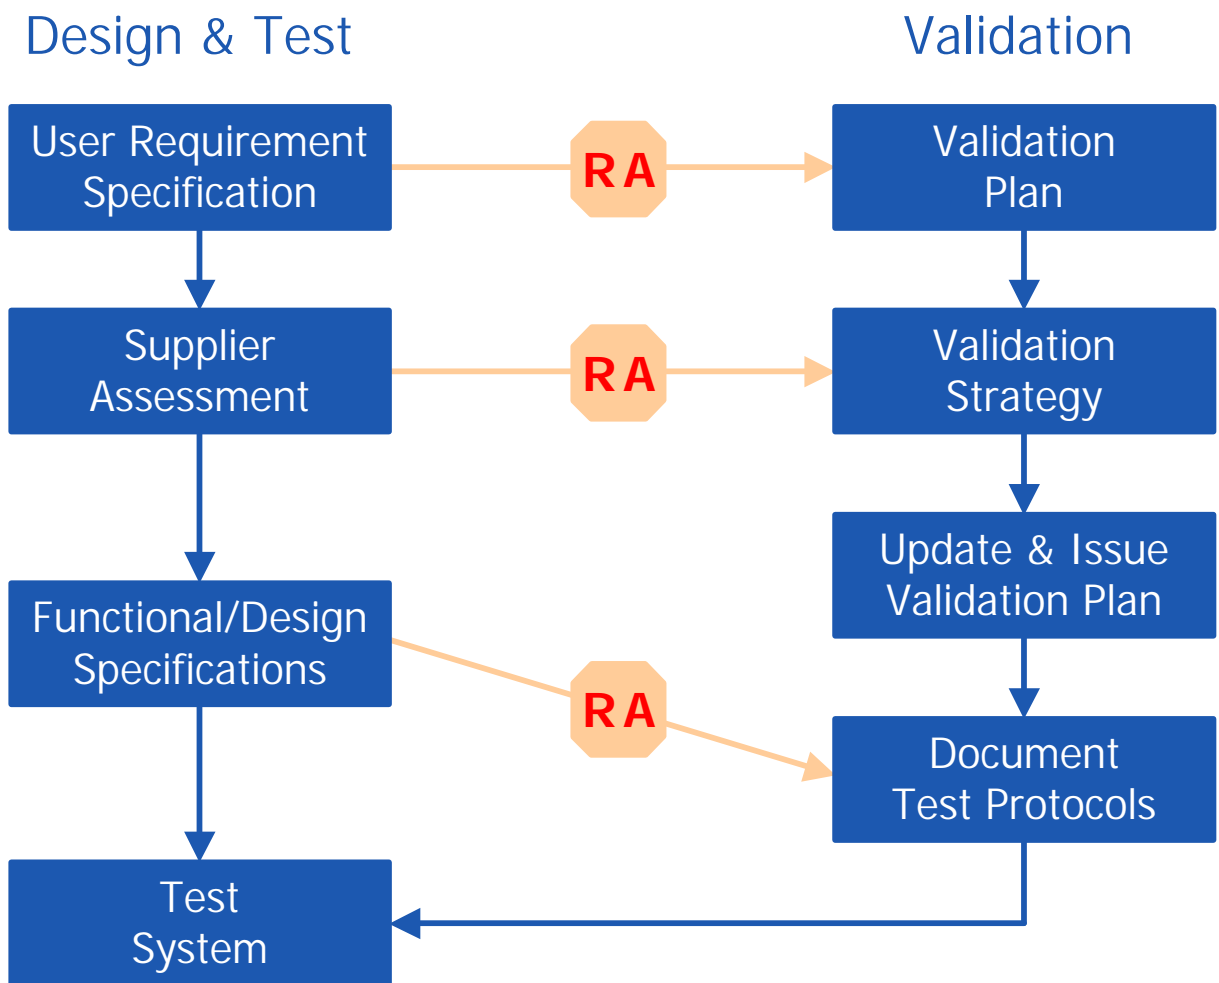 Design & Test
Validation
User Requirement
Specification
RA
Validation
Plan
Supplier
Assessment
RA
Validation
Strategy
Update & Issue
Validation Plan
Functional/Design
Specifications
RA
Document
Test Protocols
Test
System